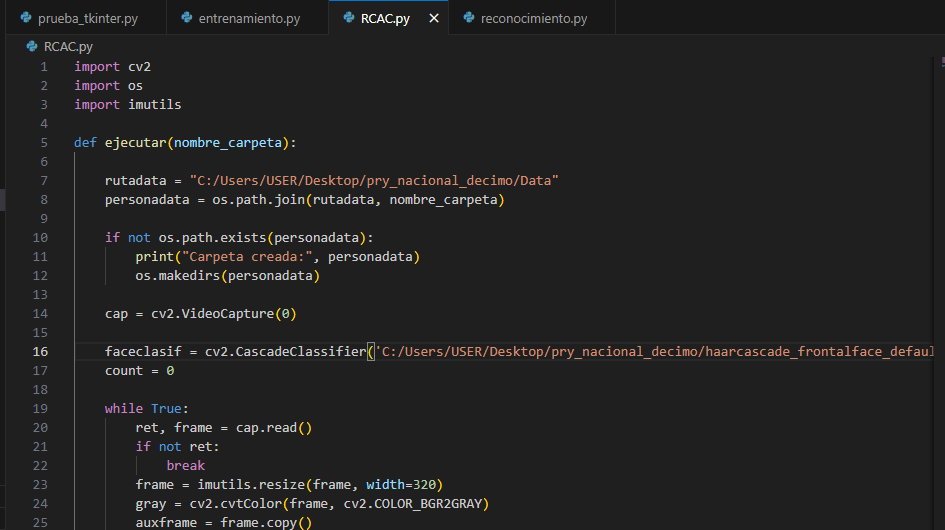 prueba_tkinter.py entrenamiento.py RCAC.py × reconocimiento.py
RCAC.py
1 import cv2
2 import os
3 import imutils
4
5 def ejecutar(nombre_carpeta):
6
7 rutadata = "C:/Users/USER/Desktop/pry_nacional_decimo/Data"
8 personadata = os.path.join(rutadata, nombre_carpeta)
9
10 if not os.path.exists(personadata):
11 print("Carpeta creada:", personadata)
12 os.makedirs(personadata)
13
14 cap = cv2.VideoCapture(0)
15
16 faceclasif = cv2.CascadeClassifier('C:/Users/USER/Desktop/pry_nacional_decimo/haarcascade_frontalface_defaul
17 count = 0
18
19 while True:
20 ret, frame = cap.read()
21 if not ret:
22 break
23 frame = imutils.resize(frame, width=320)
24 gray = cv2.cvtColor(frame, cv2.COLOR_BGR2GRAY)
25 auxframe = frame.copy()